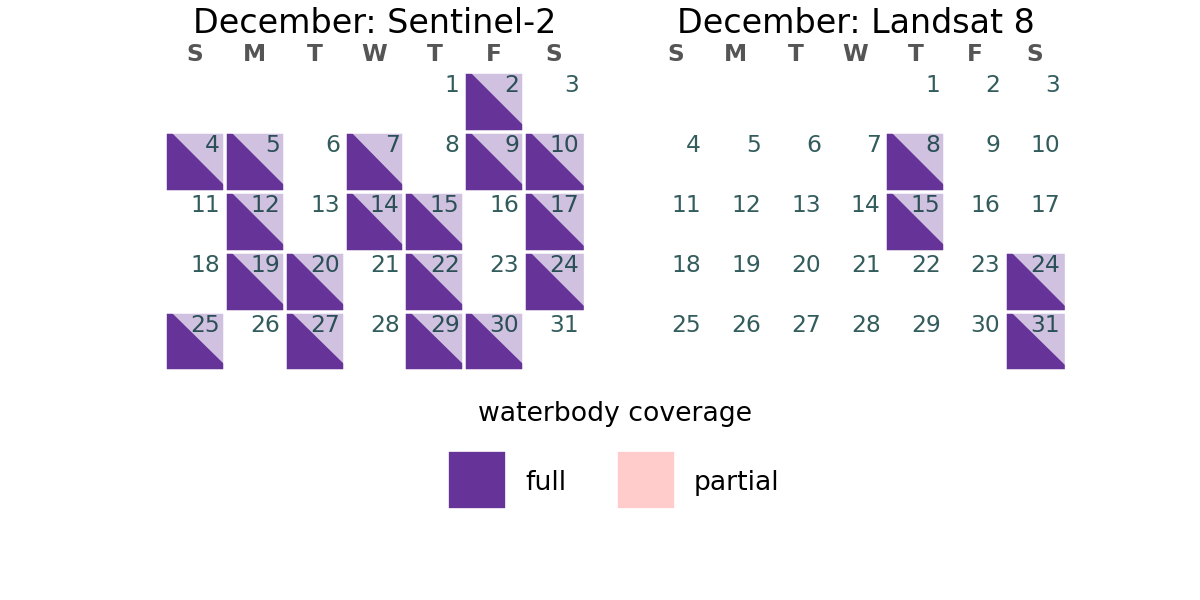 December: Sentinel-2
S M T W T F S
1 2 3
4 5 6 7 8 9 10
11 12 13 14 15 16 17
18 19 20 21 22 23 24
25 26 27 28 29 30 31
December: Landsat 8
S M T W T F S
1 2 3
4 5 6 7 8 9 10
11 12 13 14 15 16 17
18 19 20 21 22 23 24
25 26 27 28 29 30 31
waterbody coverage
full partial